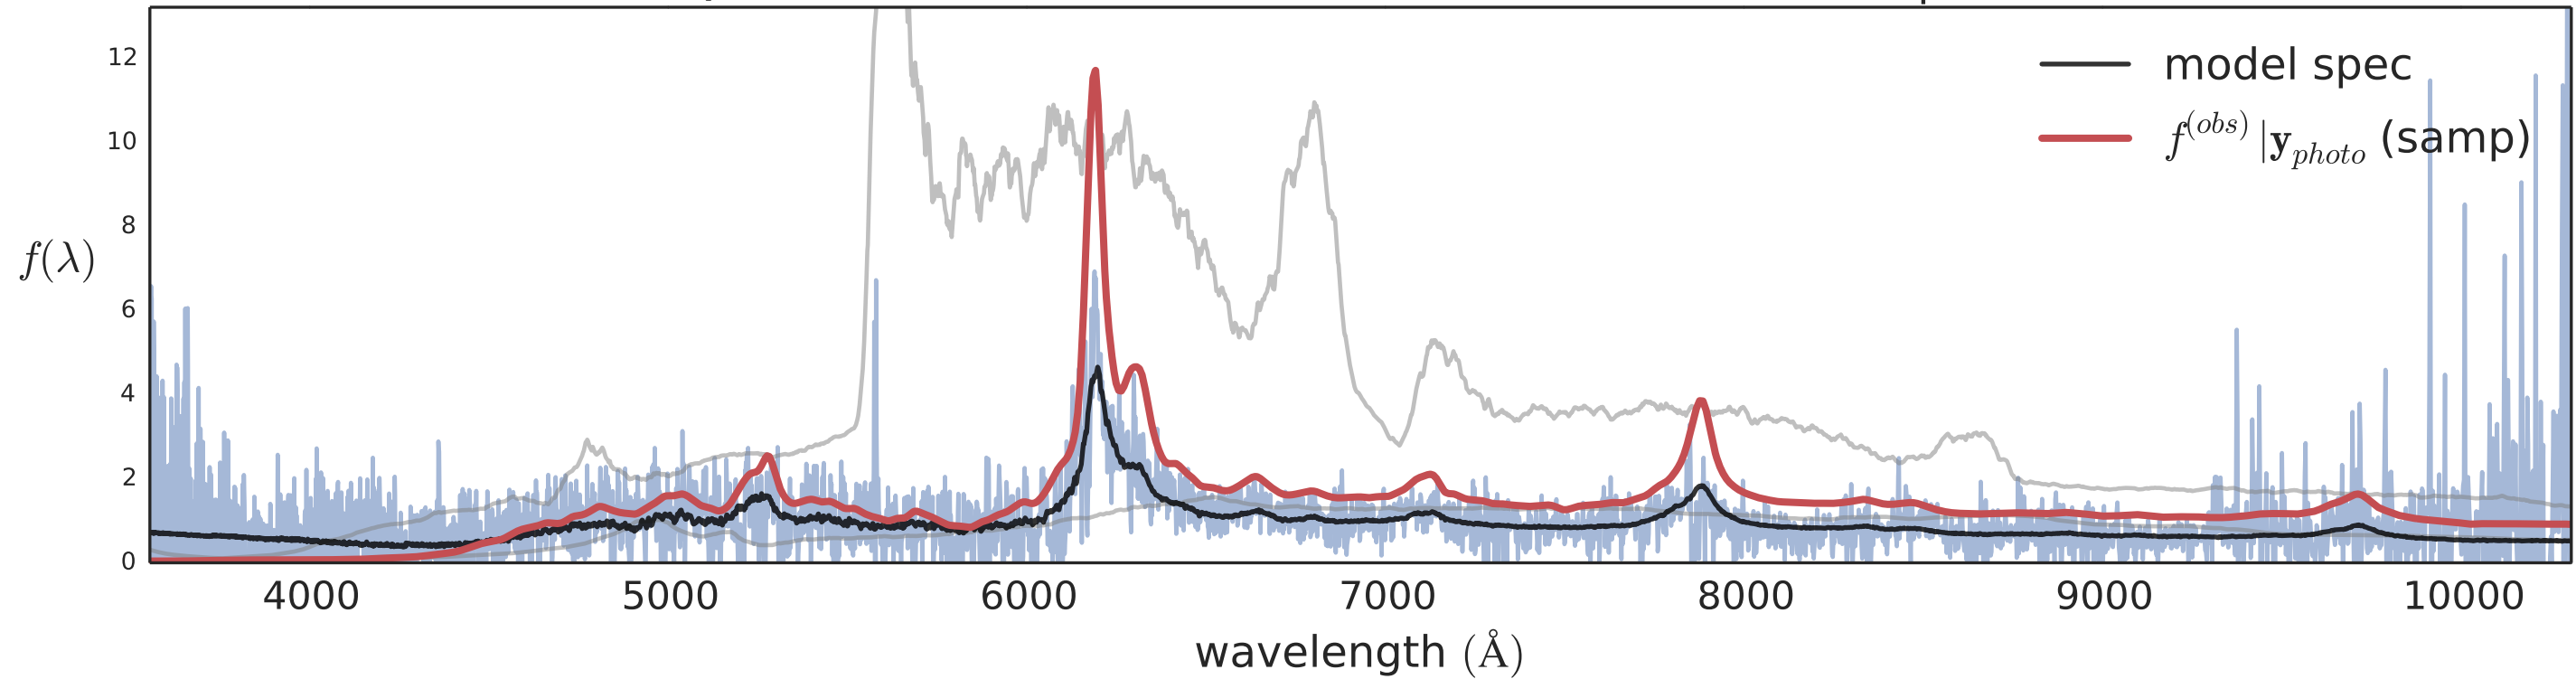 12
10
8
6
4
2
0
f(λ)
model spec
f^(obs) |y_photo (samp)
4000 5000 6000 7000 8000 9000 10000
wavelength (Å)